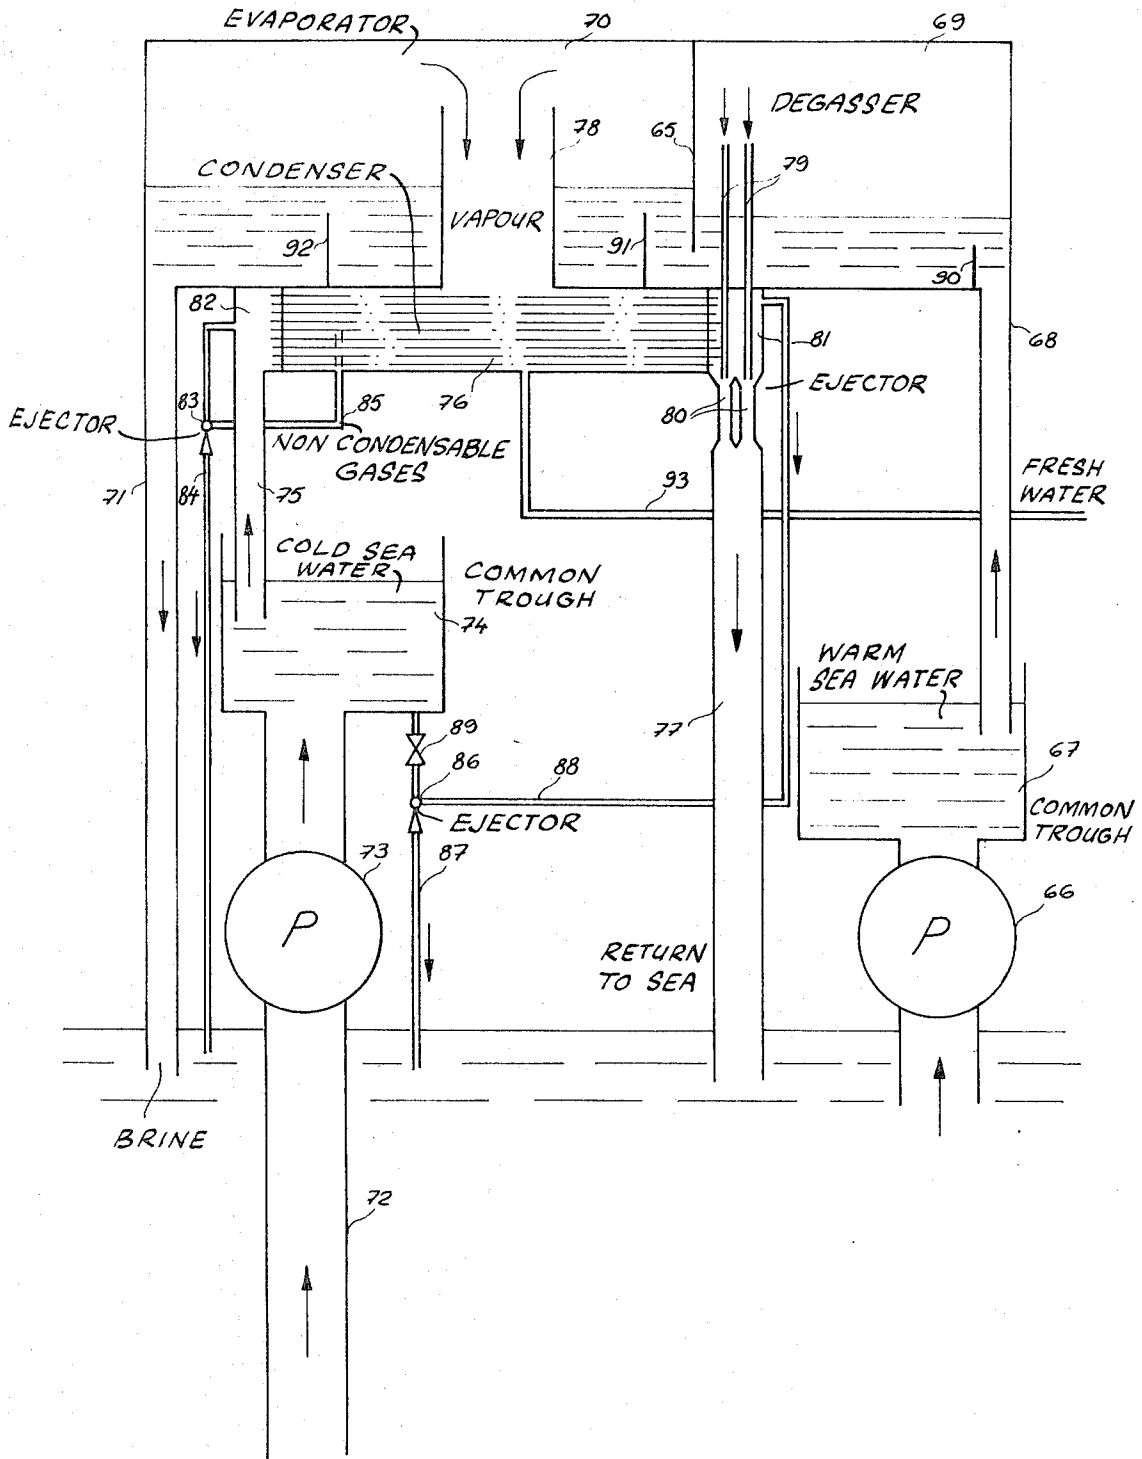 EVAPORATOR
70
69
DEGASSER
78
65
CONDENSER
79
VAPOUR
92
91
90
82
81
68
EJECTOR
83
85
76
80
EJECTOR
NON CONDENSABLE
GASES
71
84
75
93
FRESH
WATER
COLD SEA
WATER
COMMON
TROUGH
74
WARM
SEA WATER
77
89
67
86
88
COMMON
TROUGH
EJECTOR
73
87
P
P
66
RETURN
TO SEA
BRINE
72